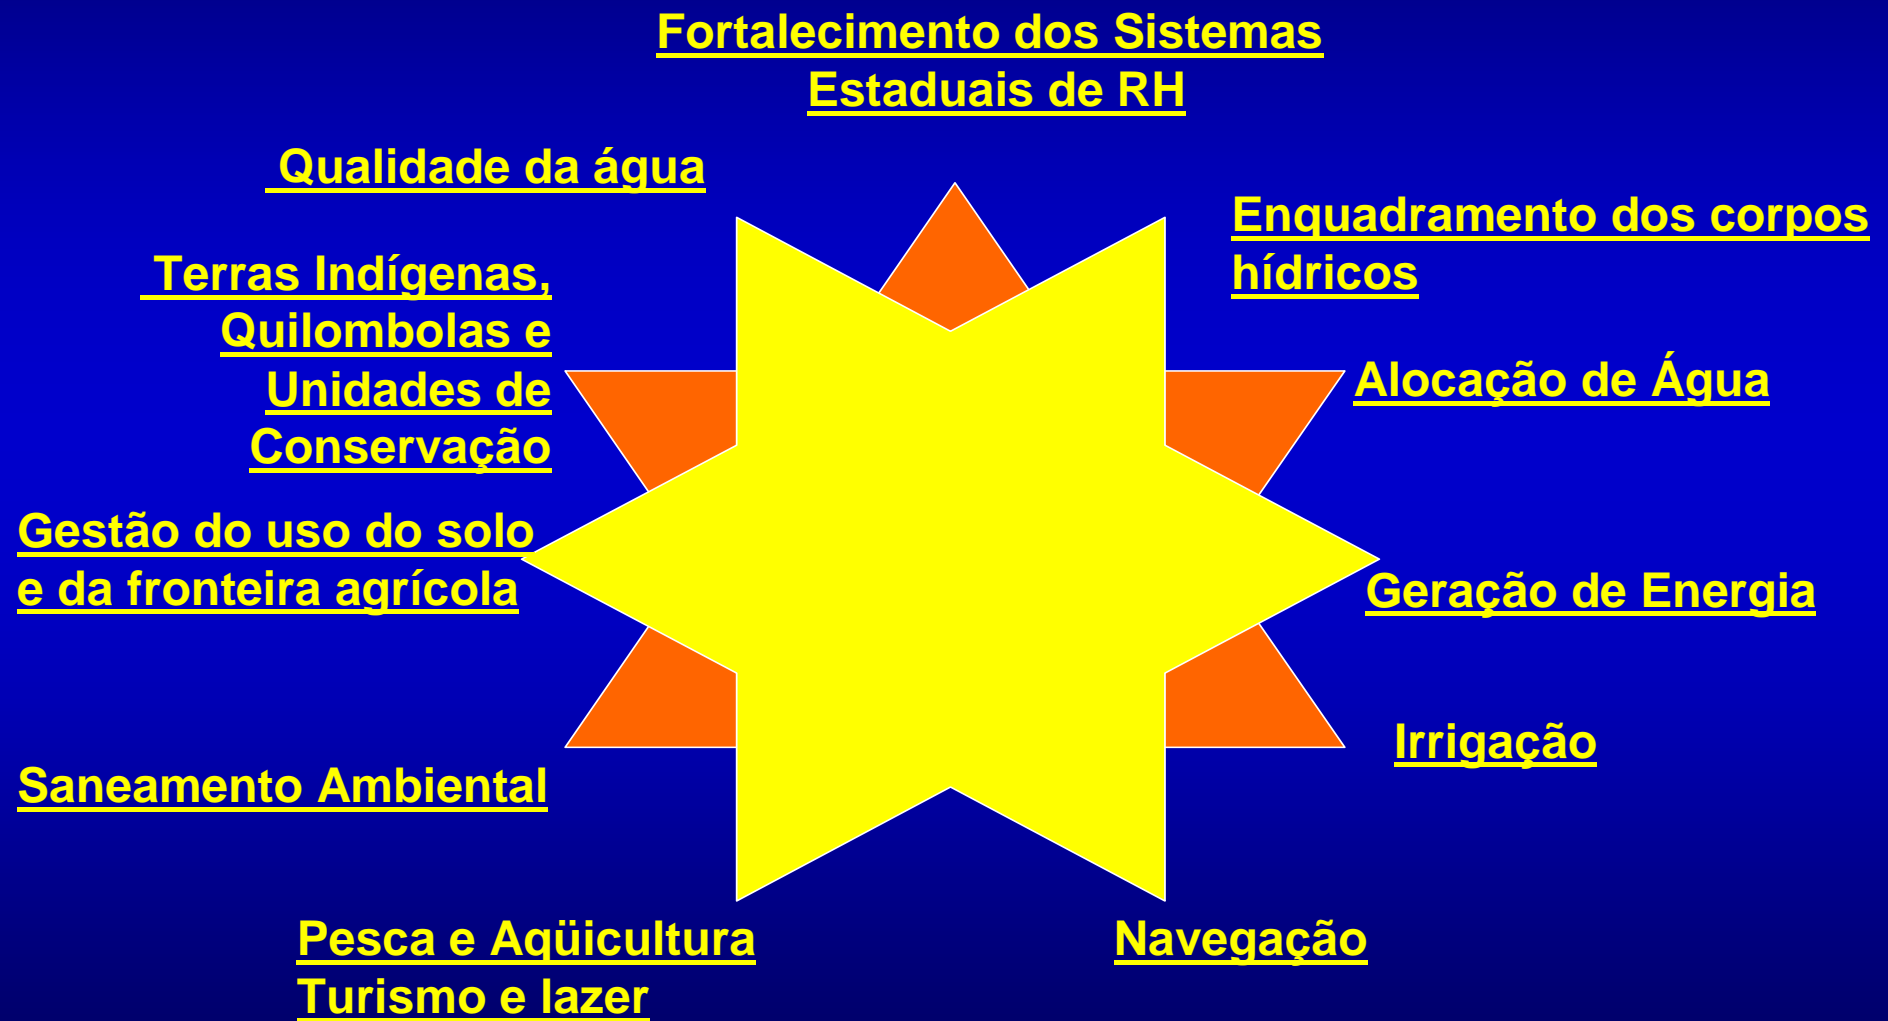 Fortalecimento dos Sistemas
Estaduais de RH
Qualidade da água
Enquadramento dos corpos
hídricos
Terras Indígenas,
Quilombolas e
Unidades de
Conservação
Alocação de Água
Gestão do uso do solo
e da fronteira agrícola
Geração de Energia
Irrigação
Saneamento Ambiental
Pesca e Aqüicultura
Turismo e lazer
Navegação